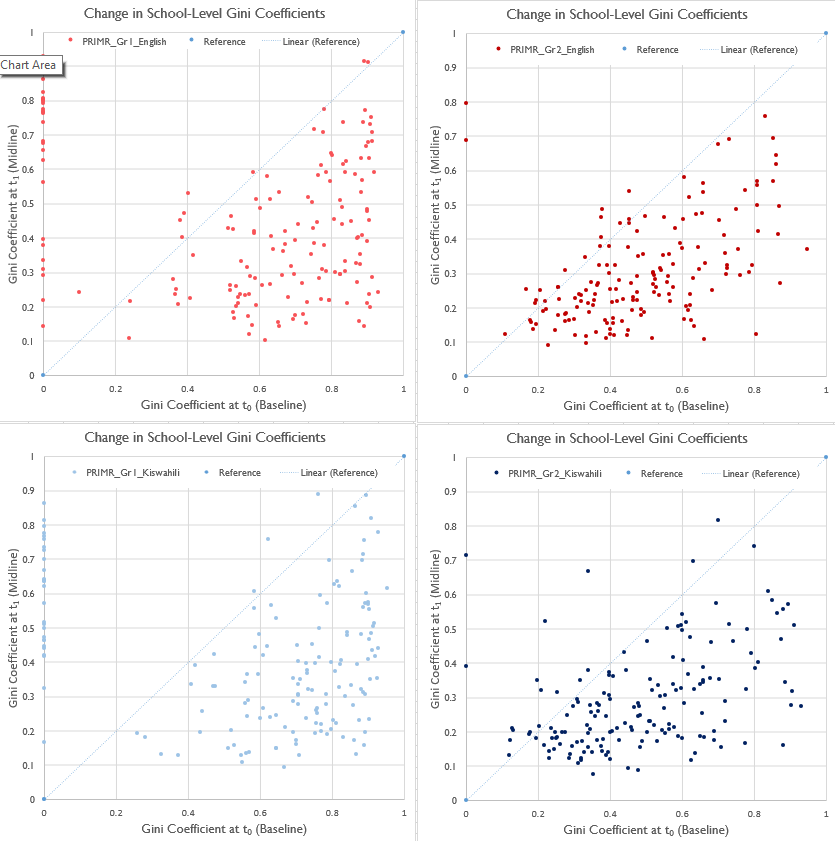 Change in School-Level Gini Coefficients
PRIMR_Gr1_English Reference Linear (Reference)
Chart Area
Gini Coefficient at t₁ (Midline)
1
0.8
0.7
0.6
0.5
0.4
0.3
0.2
0.1
0
0 0.2 0.4 0.6 0.8 1
Gini Coefficient at t₀ (Baseline)
Change in School-Level Gini Coefficients
PRIMR_Gr2_English Reference Linear (Reference)
Gini Coefficient at t₁ (Midline)
1
0.9
0.8
0.7
0.6
0.5
0.4
0.3
0.2
0.1
0
0.2 0.4 0.6 0.8 1
Gini Coefficient at t₀ (Baseline)
Change in School-Level Gini Coefficients
PRIMR_Gr1_Kiswahili Reference Linear (Reference)
Gini Coefficient at t₁ (Midline)
1
0.9
0.8
0.7
0.6
0.5
0.4
0.3
0.2
0.1
0
0 0.2 0.4 0.6 0.8 1
Gini Coefficient at t₀ (Baseline)
Change in School-Level Gini Coefficients
PRIMR_Gr2_Kiswahili Reference Linear (Reference)
Gini Coefficient at t₁ (Midline)
1
0.9
0.8
0.7
0.6
0.5
0.4
0.3
0.2
0.1
0
0 0.2 0.4 0.6 0.8 1
Gini Coefficient at t₀ (Baseline)